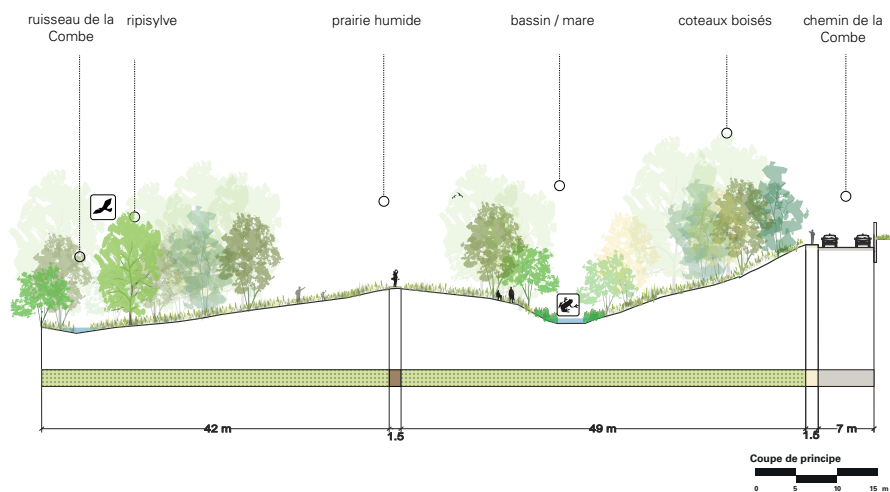 ruisseau de la
Combe
ripisylve
prairie humide
bassin / mare
coteaux boisés
chemin de la
Combe
42 m
1.5
49 m
1.5
7 m
Coupe de principe
0 5 10 15 m